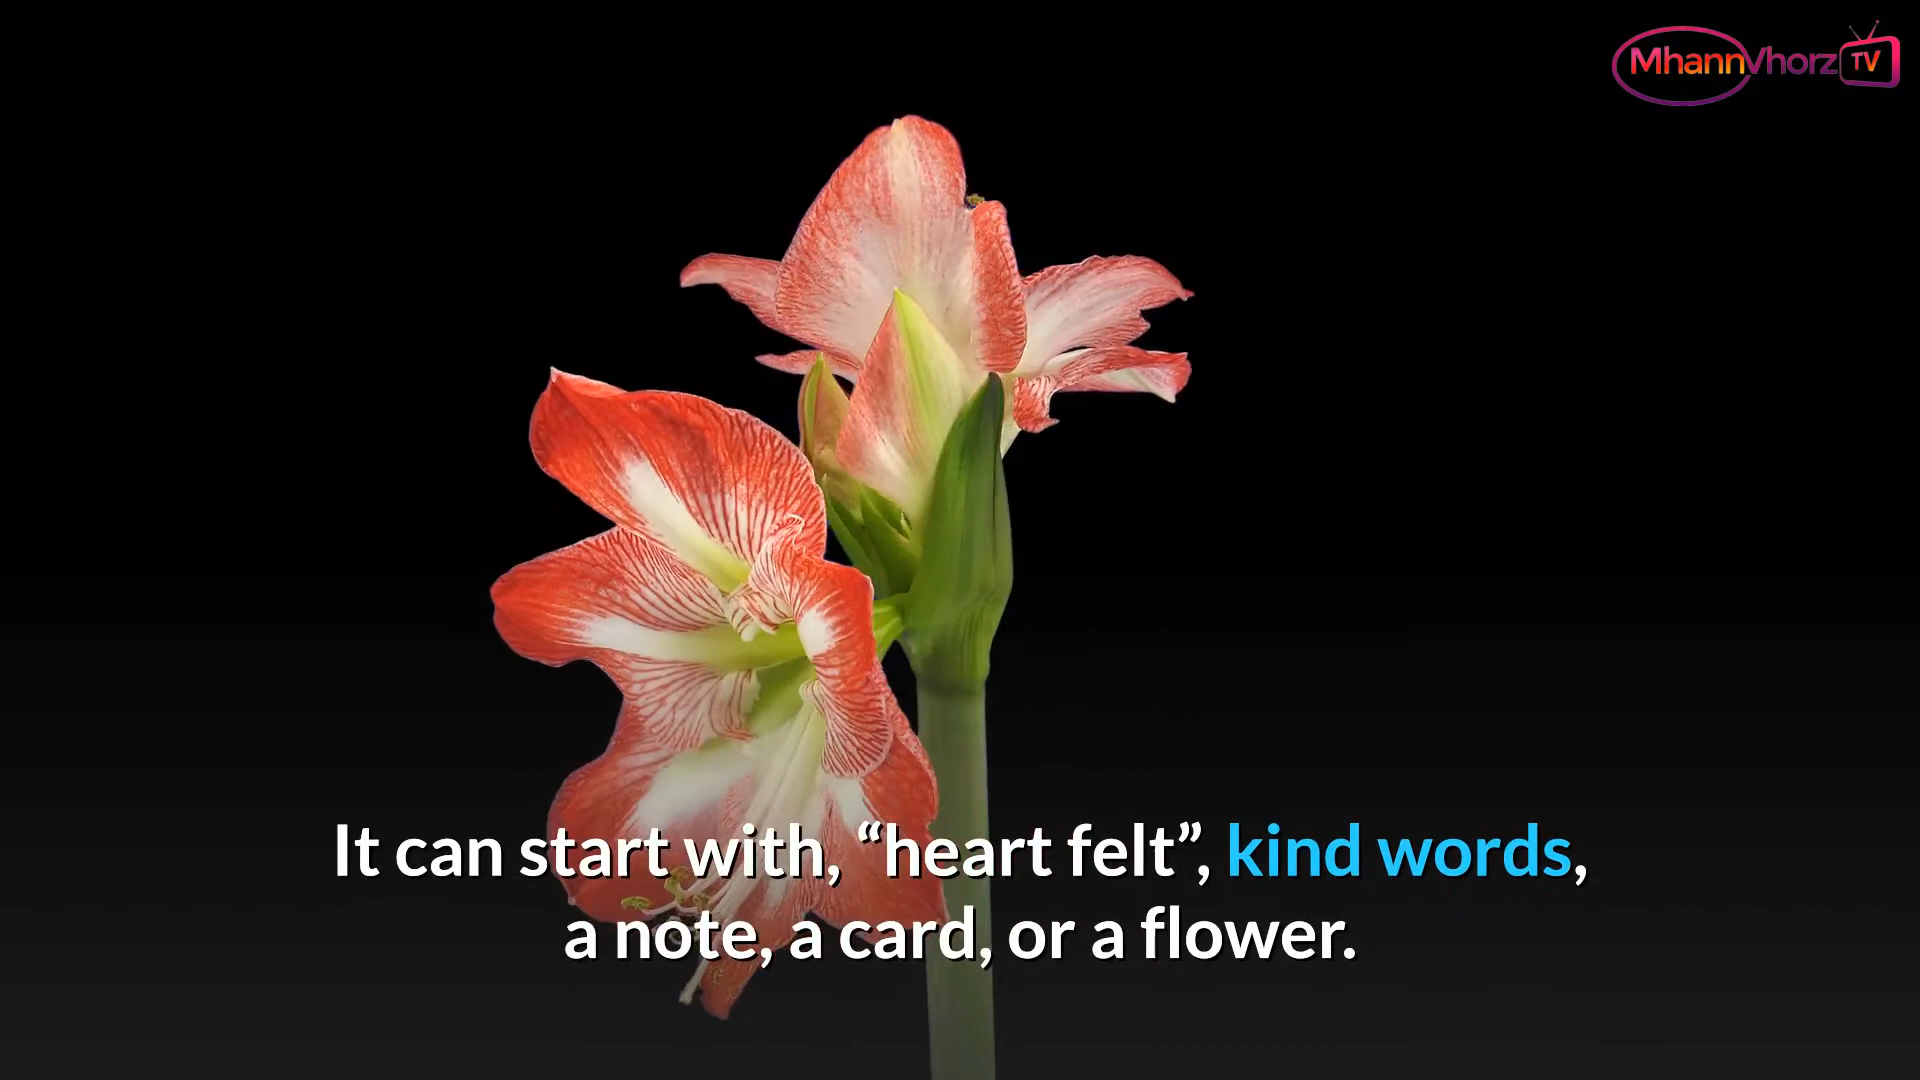 MhannVhorz TV
It can start with, “heart felt”, kind words,
a note, a card, or a flower.